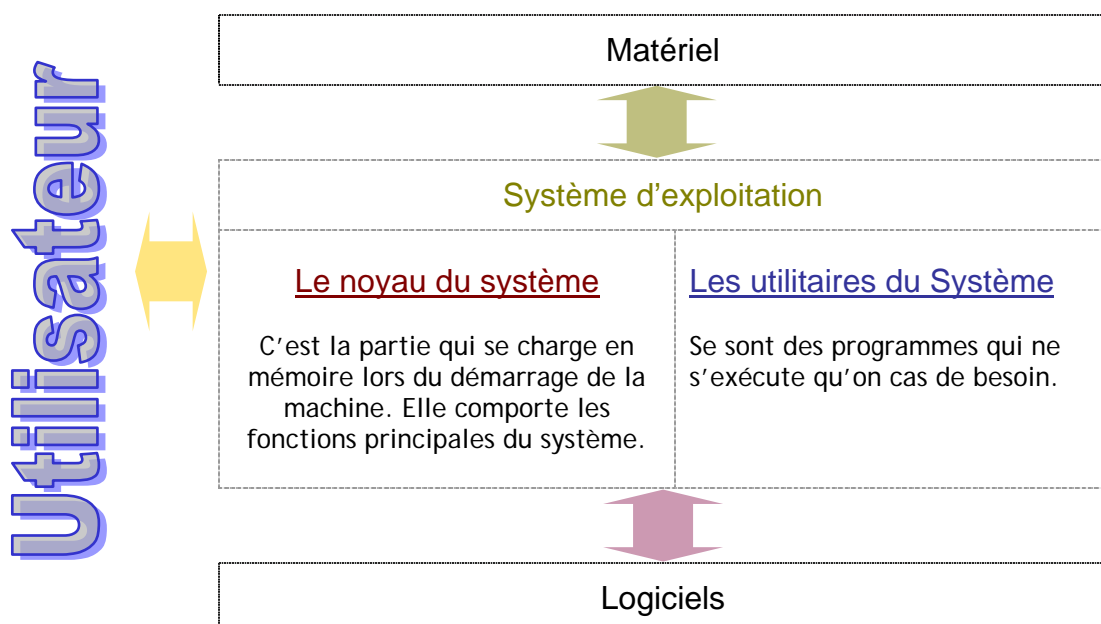 Matériel
Utilisateur
Système d'exploitation
Le noyau du système
C'est la partie qui se charge en
mémoire lors du démarrage de la
machine. Elle comporte les
fonctions principales du système.
Les utilitaires du Système
Se sont des programmes qui ne
s'exécute qu'on cas de besoin.
Logiciels